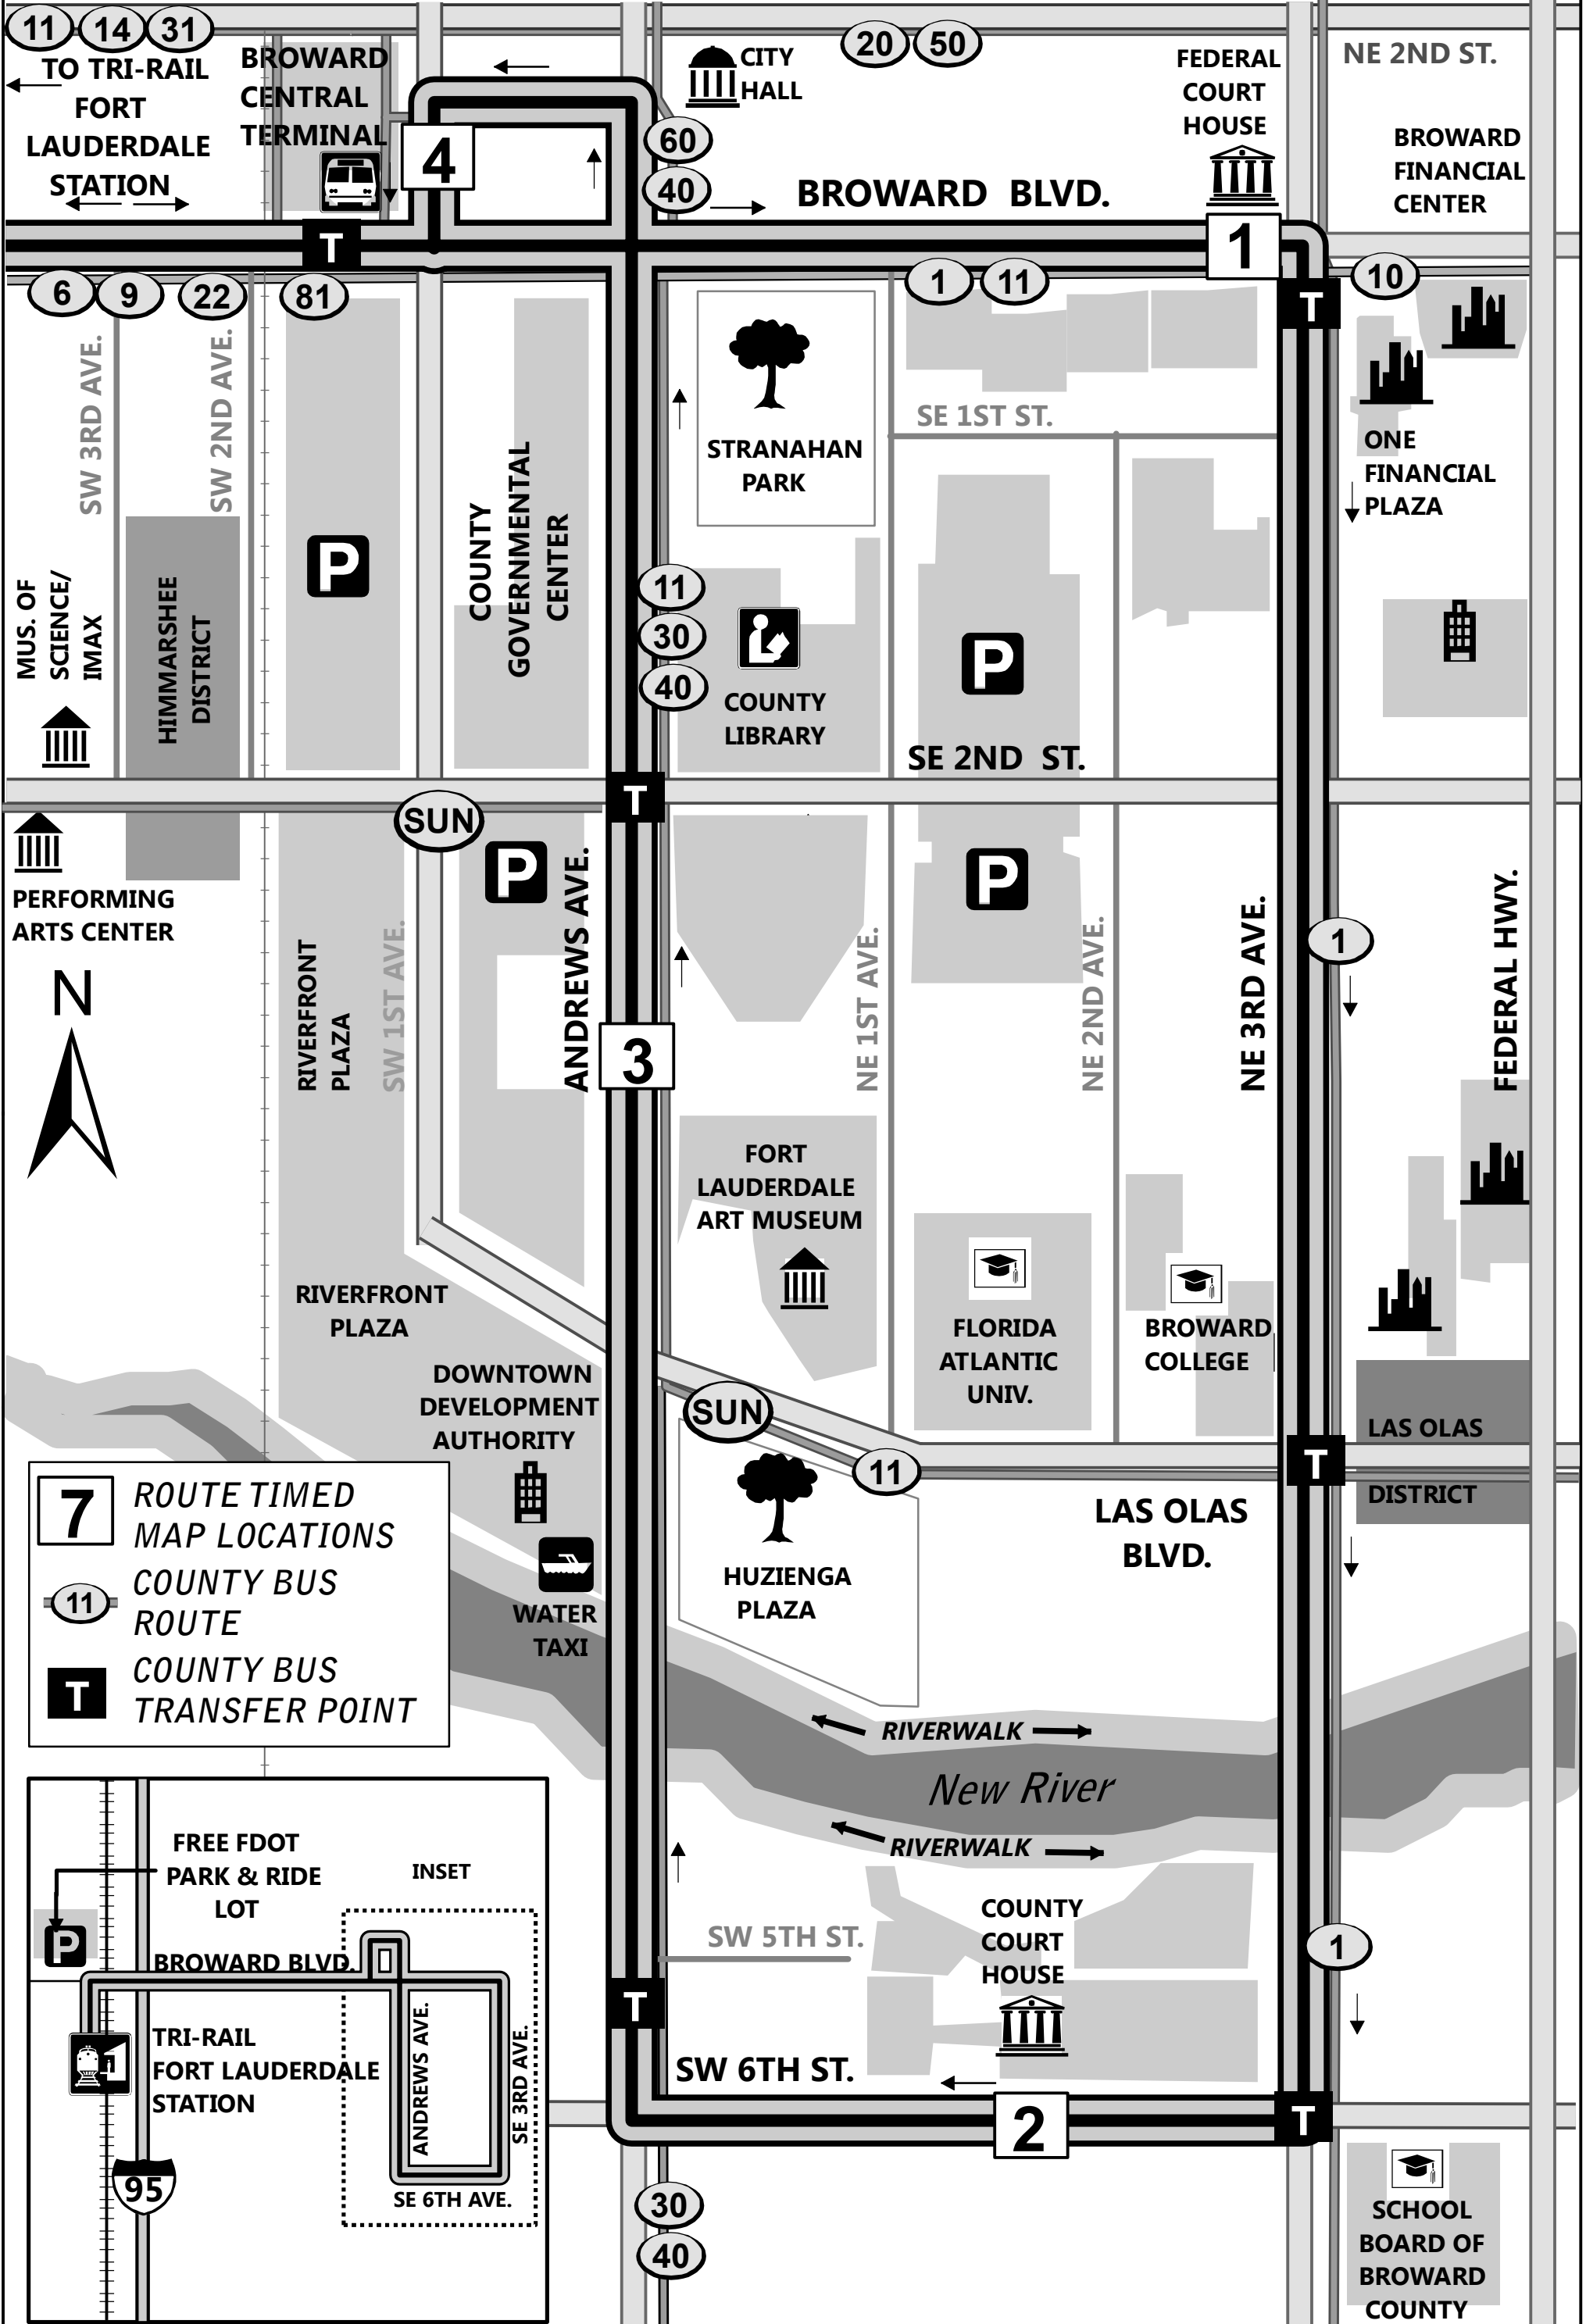 11
14
31
20
50
TO TRI-RAIL
FORT
LAUDERDALE
STATION
BROWARD
CENTRAL
TERMINAL
4
CITY
HALL
60
40
BROWARD BLVD.
FEDERAL
COURT
HOUSE
NE 2ND ST.
BROWARD
FINANCIAL
CENTER
1
T
T
6
9
22
81
1
11
10
SW 3RD AVE.
SW 2ND AVE.
STRANAHAN
PARK
SE 1ST ST.
ONE
FINANCIAL
PLAZA
MUS. OF
SCIENCE/
IMAX
HIMMARSHEE
DISTRICT
P
COUNTY
GOVERNMENTAL
CENTER
11
30
40
COUNTY
LIBRARY
P
SE 2ND ST.
T
SUN
PERFORMING
ARTS CENTER
N
RIVERFRONT
PLAZA
SW 1ST AVE.
P
ANDREWS AVE.
3
P
NE 1ST AVE.
NE 2ND AVE.
NE 3RD AVE.
1
FEDERAL HWY.
FORT
LAUDERDALE
ART MUSEUM
RIVERFRONT
PLAZA
FLORIDA
ATLANTIC
UNIV.
BROWARD
COLLEGE
DOWNTOWN
DEVELOPMENT
AUTHORITY
SUN
11
T
LAS OLAS
DISTRICT
LAS OLAS
BLVD.
HUZIENGA
PLAZA
WATER
TAXI
7 ROUTE TIMED
MAP LOCATIONS
11 COUNTY BUS
ROUTE
T COUNTY BUS
TRANSFER POINT
RIVERWALK
New River
RIVERWALK
SW 5TH ST.
COUNTY
COURT
HOUSE
1
T
SW 6TH ST.
2
T
30
40
SCHOOL
BOARD OF
BROWARD
COUNTY
FREE FDOT
PARK & RIDE
LOT
INSET
P
BROWARD BLVD.
TRI-RAIL
FORT LAUDERDALE
STATION
ANDREWS AVE.
SE 3RD AVE.
95
SE 6TH AVE.